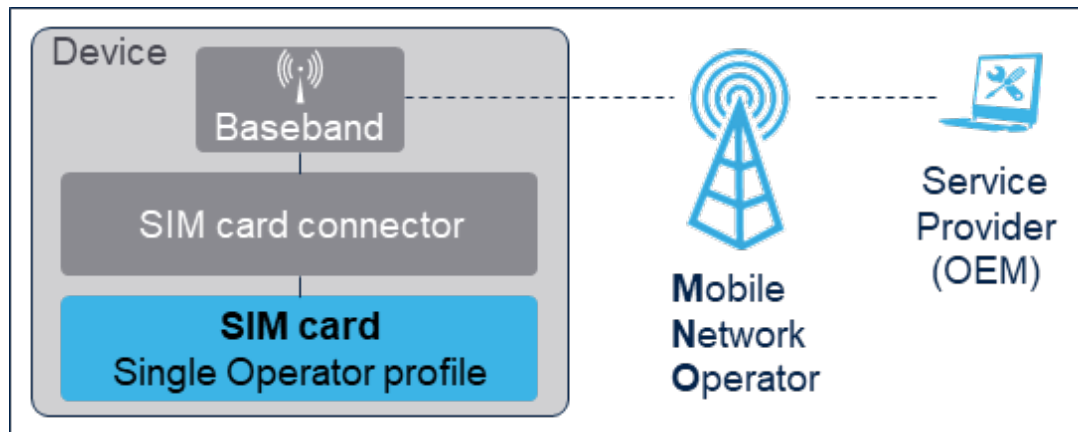 Device
Baseband
SIM card connector
SIM card
Single Operator profile
Mobile
Network
Operator
Service
Provider
(OEM)